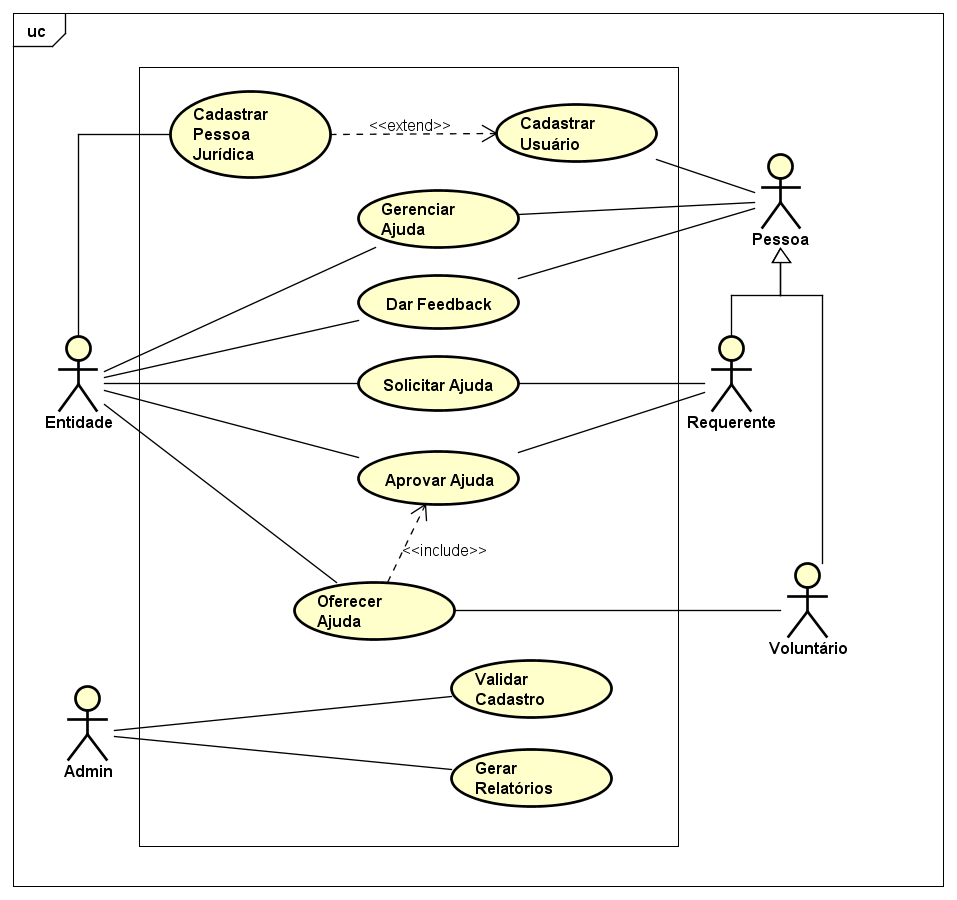 uc
Cadastrar
Pessoa
Jurídica
<<extend>>
Cadastrar
Usuário
Gerenciar
Ajuda
Pessoa
Dar Feedback
Solicitar Ajuda
Entidade
Requerente
Aprovar Ajuda
<<include>>
Oferecer
Ajuda
Voluntário
Validar
Cadastro
Admin
Gerar
Relatórios